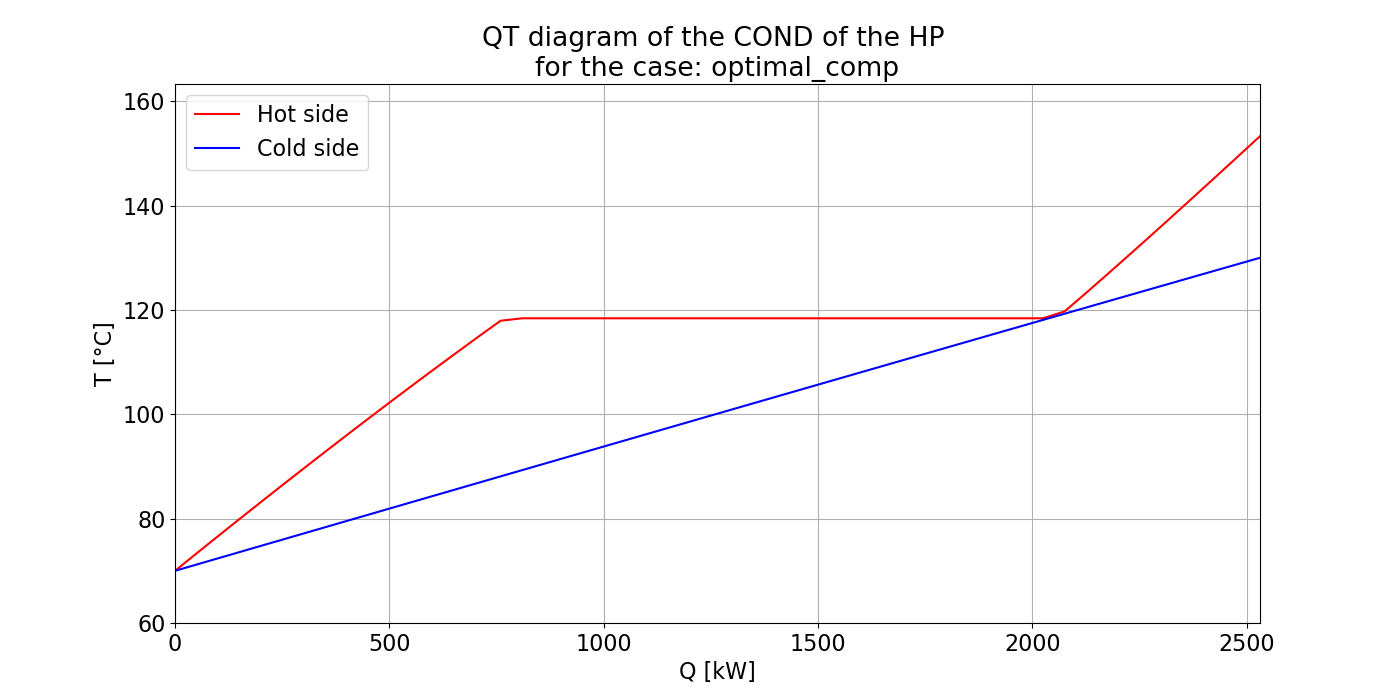 QT diagram of the COND of the HP
for the case: optimal_comp
160
140
120
100
80
60
T [°C]
Hot side
Cold side
0 500 1000 1500 2000 2500
Q [kW]